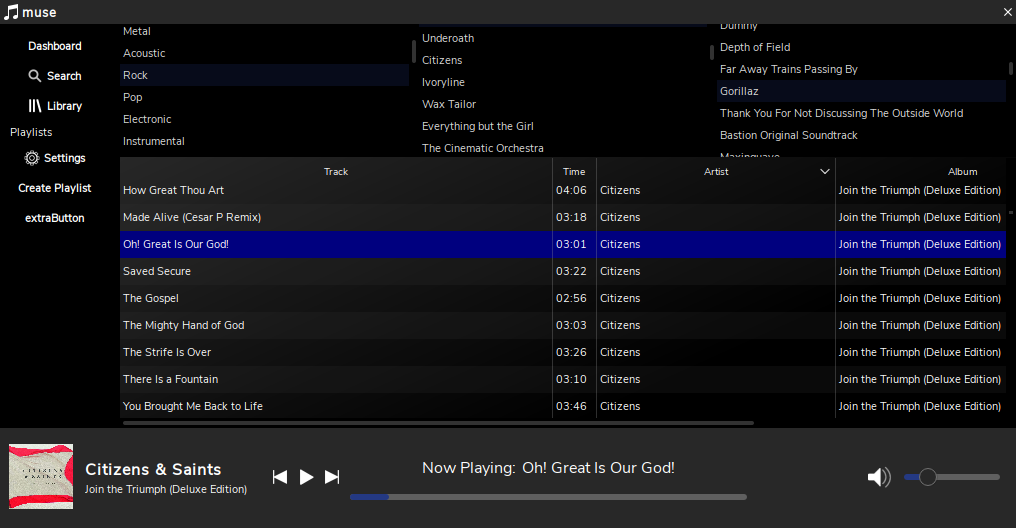 muse
Dashboard
Search
Library
Playlists
Settings
Create Playlist
extraButton
Metal
Acoustic
Rock
Pop
Electronic
Instrumental
Underoath
Citizens
Ivoryline
Wax Tailor
Everything but the Girl
The Cinematic Orchestra
Dummy
Depth of Field
Far Away Trains Passing By
Gorillaz
Thank You For Not Discussing The Outside World
Bastion Original Soundtrack
Maxinquaye
Track Time Artist Album
How Great Thou Art 04:06 Citizens Join the Triumph (Deluxe Edition)
Made Alive (Cesar P Remix) 03:18 Citizens Join the Triumph (Deluxe Edition)
Oh! Great Is Our God! 03:01 Citizens Join the Triumph (Deluxe Edition)
Saved Secure 03:22 Citizens Join the Triumph (Deluxe Edition)
The Gospel 02:56 Citizens Join the Triumph (Deluxe Edition)
The Mighty Hand of God 03:03 Citizens Join the Triumph (Deluxe Edition)
The Strife Is Over 03:26 Citizens Join the Triumph (Deluxe Edition)
There Is a Fountain 03:10 Citizens Join the Triumph (Deluxe Edition)
You Brought Me Back to Life 03:46 Citizens Join the Triumph (Deluxe Edition)
CITIZENS
& SAINTS
Citizens & Saints
Join the Triumph (Deluxe Edition)
Now Playing: Oh! Great Is Our God!